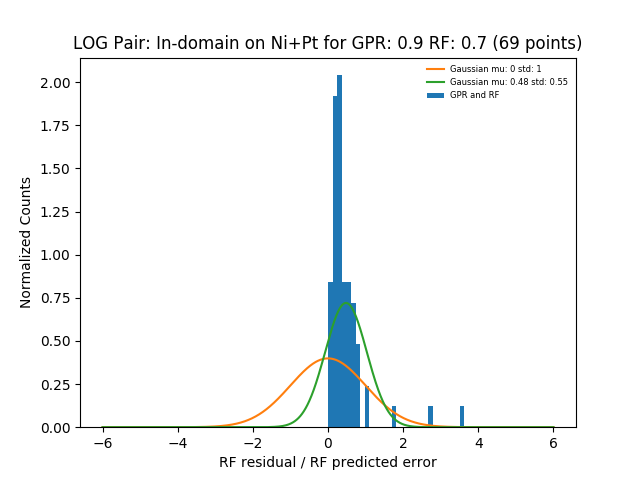 LOG Pair: In-domain on Ni+Pt for GPR: 0.9 RF: 0.7 (69 points)
Gaussian mu: 0 std: 1
Gaussian mu: 0.48 std: 0.55
GPR and RF
Normalized Counts
2.00
1.75
1.50
1.25
1.00
0.75
0.50
0.25
0.00
−6 −4 −2 0 2 4 6
RF residual / RF predicted error